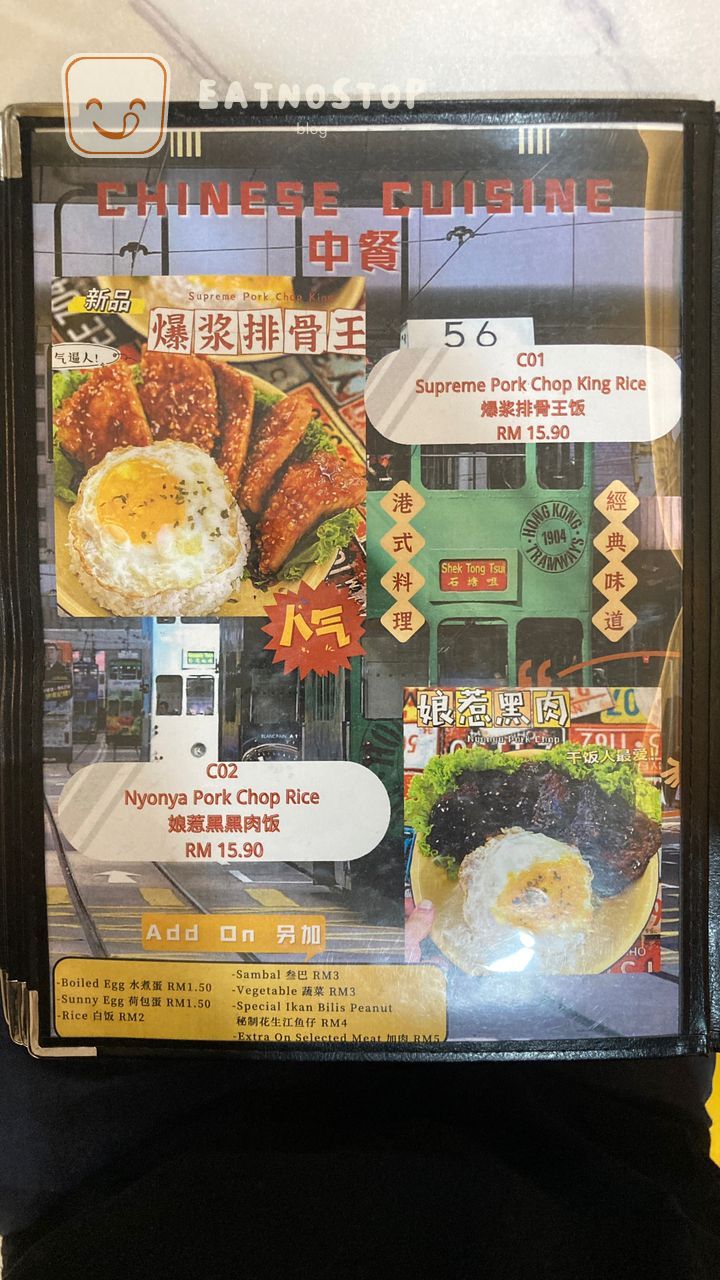 EATNOSTOP
blog
CHINESE CUISINE
中餐
新品
Supreme Pork Chop King
爆浆排骨王
气逼人!
56
C01
Supreme Pork Chop King Rice
爆浆排骨王饭
RM 15.90
港式料理
經典味道
HONG KONG
1904
TRAMWAYS
Shek Tong Tsui
石塘咀
人气
娘惹黑肉
Nyonya Pork Chop
干饭人最爱!!
C02
Nyonya Pork Chop Rice
娘惹黑黑肉饭
RM 15.90
Add On 另加
-Boiled Egg 水煮蛋 RM1.50
-Sunny Egg 荷包蛋 RM1.50
-Rice 白饭 RM2
-Sambal 叁巴 RM3
-Vegetable 蔬菜 RM3
-Special Ikan Bilis Peanut
秘制花生江鱼仔 RM4
-Extra On Selected Meat 加肉 RM5